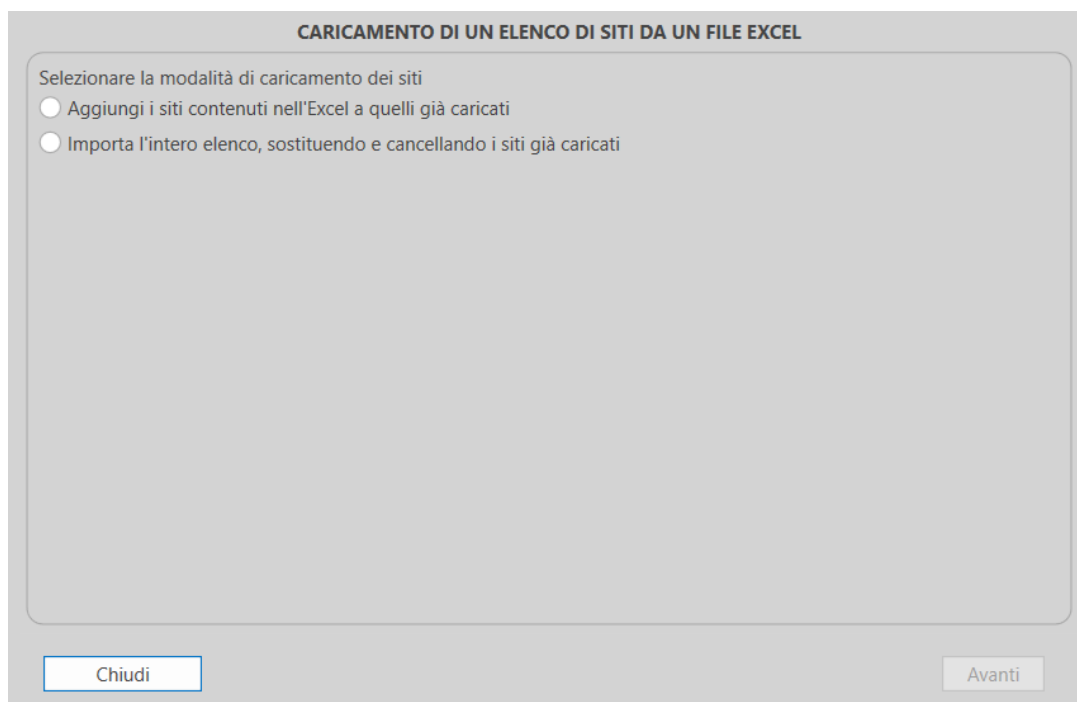 CARICAMENTO DI UN ELENCO DI SITI DA UN FILE EXCEL
Selezionare la modalità di caricamento dei siti
Aggiungi i siti contenuti nell'Excel a quelli già caricati
Importa l'intero elenco, sostituendo e cancellando i siti già caricati
Chiudi
Avanti